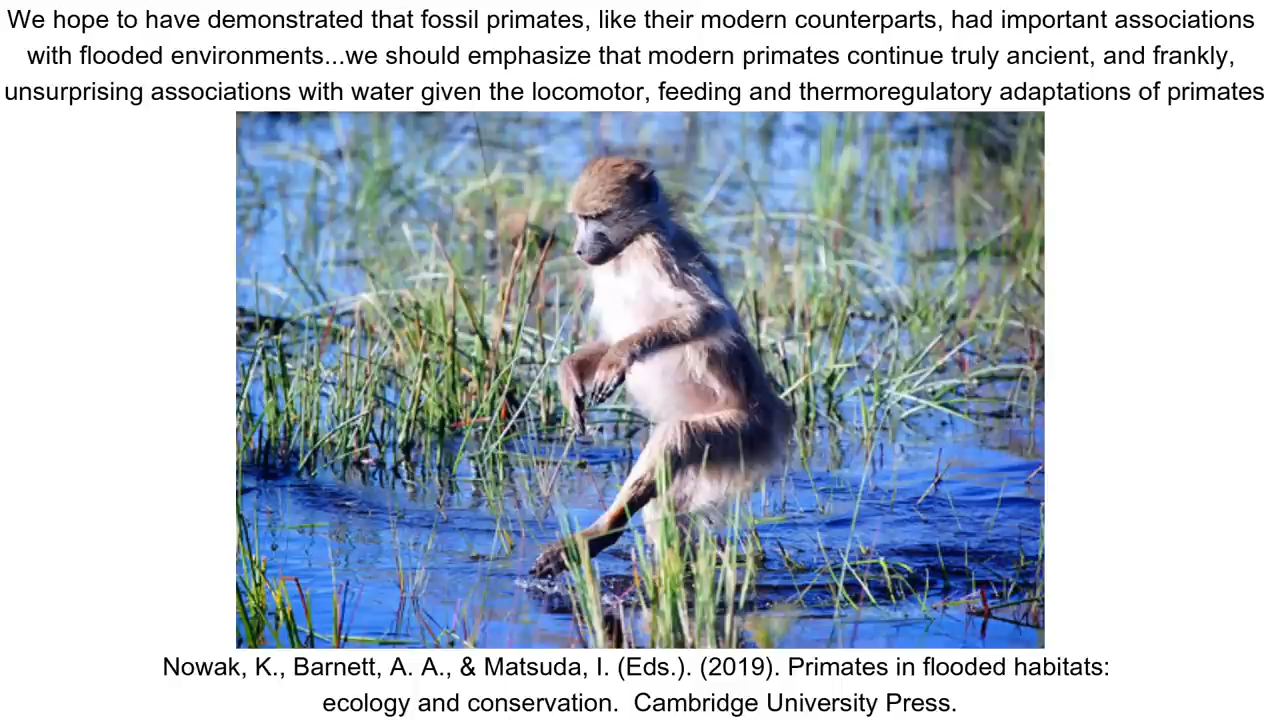 We hope to have demonstrated that fossil primates, like their modern counterparts, had important associations
with flooded environments...we should emphasize that modern primates continue truly ancient, and frankly,
unsurprising associations with water given the locomotor, feeding and thermoregulatory adaptations of primates
Nowak, K., Barnett, A. A., & Matsuda, I. (Eds.). (2019). Primates in flooded habitats:
ecology and conservation.  Cambridge University Press.